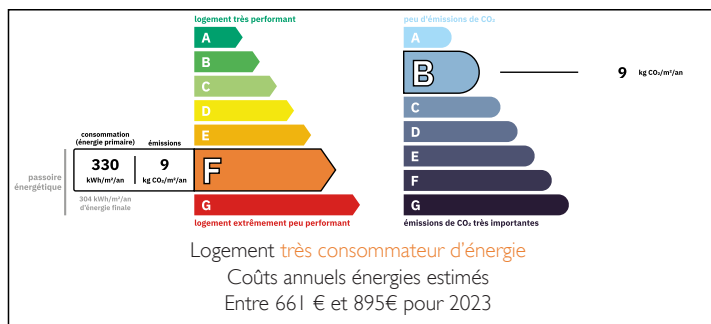 logement très performant
A
B
C
D
E
consommation
(énergie primaire)
émissions
330
kWh/m²/an
9
kg CO₂/m²/an
F
passoire
énergétique
304 kWh/m²/an
d'énergie finale
G
logement extrêmement peu performant
peu d'émissions de CO₂
A
B
9 kg CO₂/m²/an
C
D
E
F
G
émissions de CO₂ très importantes
Logement très consommateur d'énergie
Coûts annuels énergies estimés
Entre 661 € et 895€ pour 2023